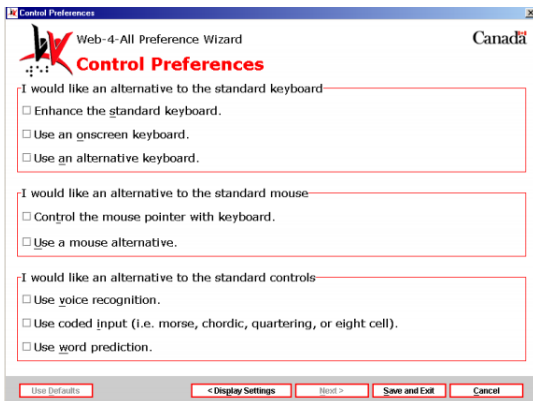 Control Preferences
Web-4-All Preference Wizard
Canada
Control Preferences
I would like an alternative to the standard keyboard
Enhance the standard keyboard.
Use an onscreen keyboard.
Use an alternative keyboard.
I would like an alternative to the standard mouse
Control the mouse pointer with keyboard.
Use a mouse alternative.
I would like an alternative to the standard controls
Use voice recognition.
Use coded input (i.e. morse, chordic, quartering, or eight cell).
Use word prediction.
Use Defaults
< Display Settings
Next >
Save and Exit
Cancel